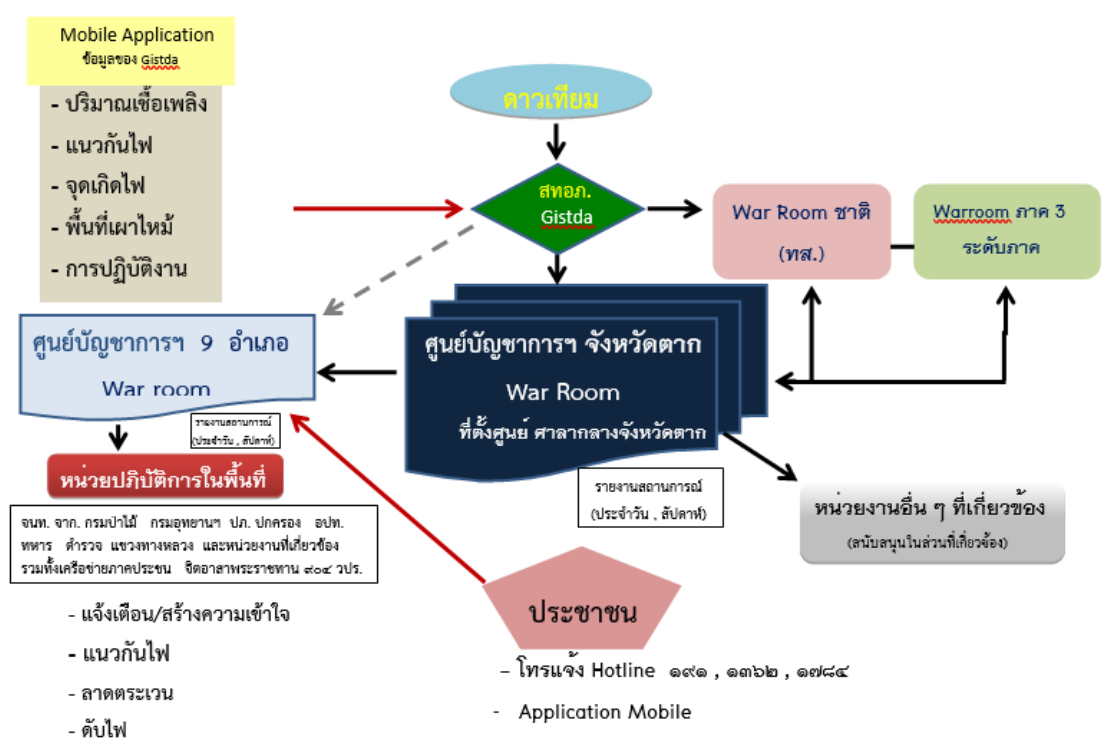 Mobile Application
ข้อมูลของ Gistda
- ปริมาณเชื้อเพลิง
- แนวกันไฟ
- จุดเกิดไฟ
- พื้นที่เผาไหม้
- การปฏิบัติงาน
ดาวเทียม
สทอภ.
Gistda
War Room ชาติ
(ทส.)
Warroom ภาค 3
ระดับภาค
ศูนย์บัญชาการฯ 9 อำเภอ
War room
รายงานสถานการณ์
(ประจำวัน , สัปดาห์)
ศูนย์บัญชาการฯ จังหวัดตาก
War Room
ที่ตั้งศูนย์ ศาลากลางจังหวัดตาก
รายงานสถานการณ์
(ประจำวัน , สัปดาห์)
หน่วยปฏิบัติการในพื้นที่
จนท. จาก. กรมป่าไม้ กรมอุทยานฯ ปภ. ปกครอง อปท.
ทหาร ตำรวจ แขวงทางหลวง และหน่วยงานที่เกี่ยวข้อง
รวมทั้งเครือข่ายภาคประชน จิตอาสาพระราชทาน ๙๐๔ วปร.
- แจ้งเตือน/สร้างความเข้าใจ
- แนวกันไฟ
- ลาดตระเวน
- ดับไฟ
หน่วยงานอื่น ๆ ที่เกี่ยวข้อง
(สนับสนุนในส่วนที่เกี่ยวข้อง)
ประชาชน
– โทรแจ้ง Hotline ๑๙๑ , ๑๓๖๒ , ๑๗๘๔
- Application Mobile